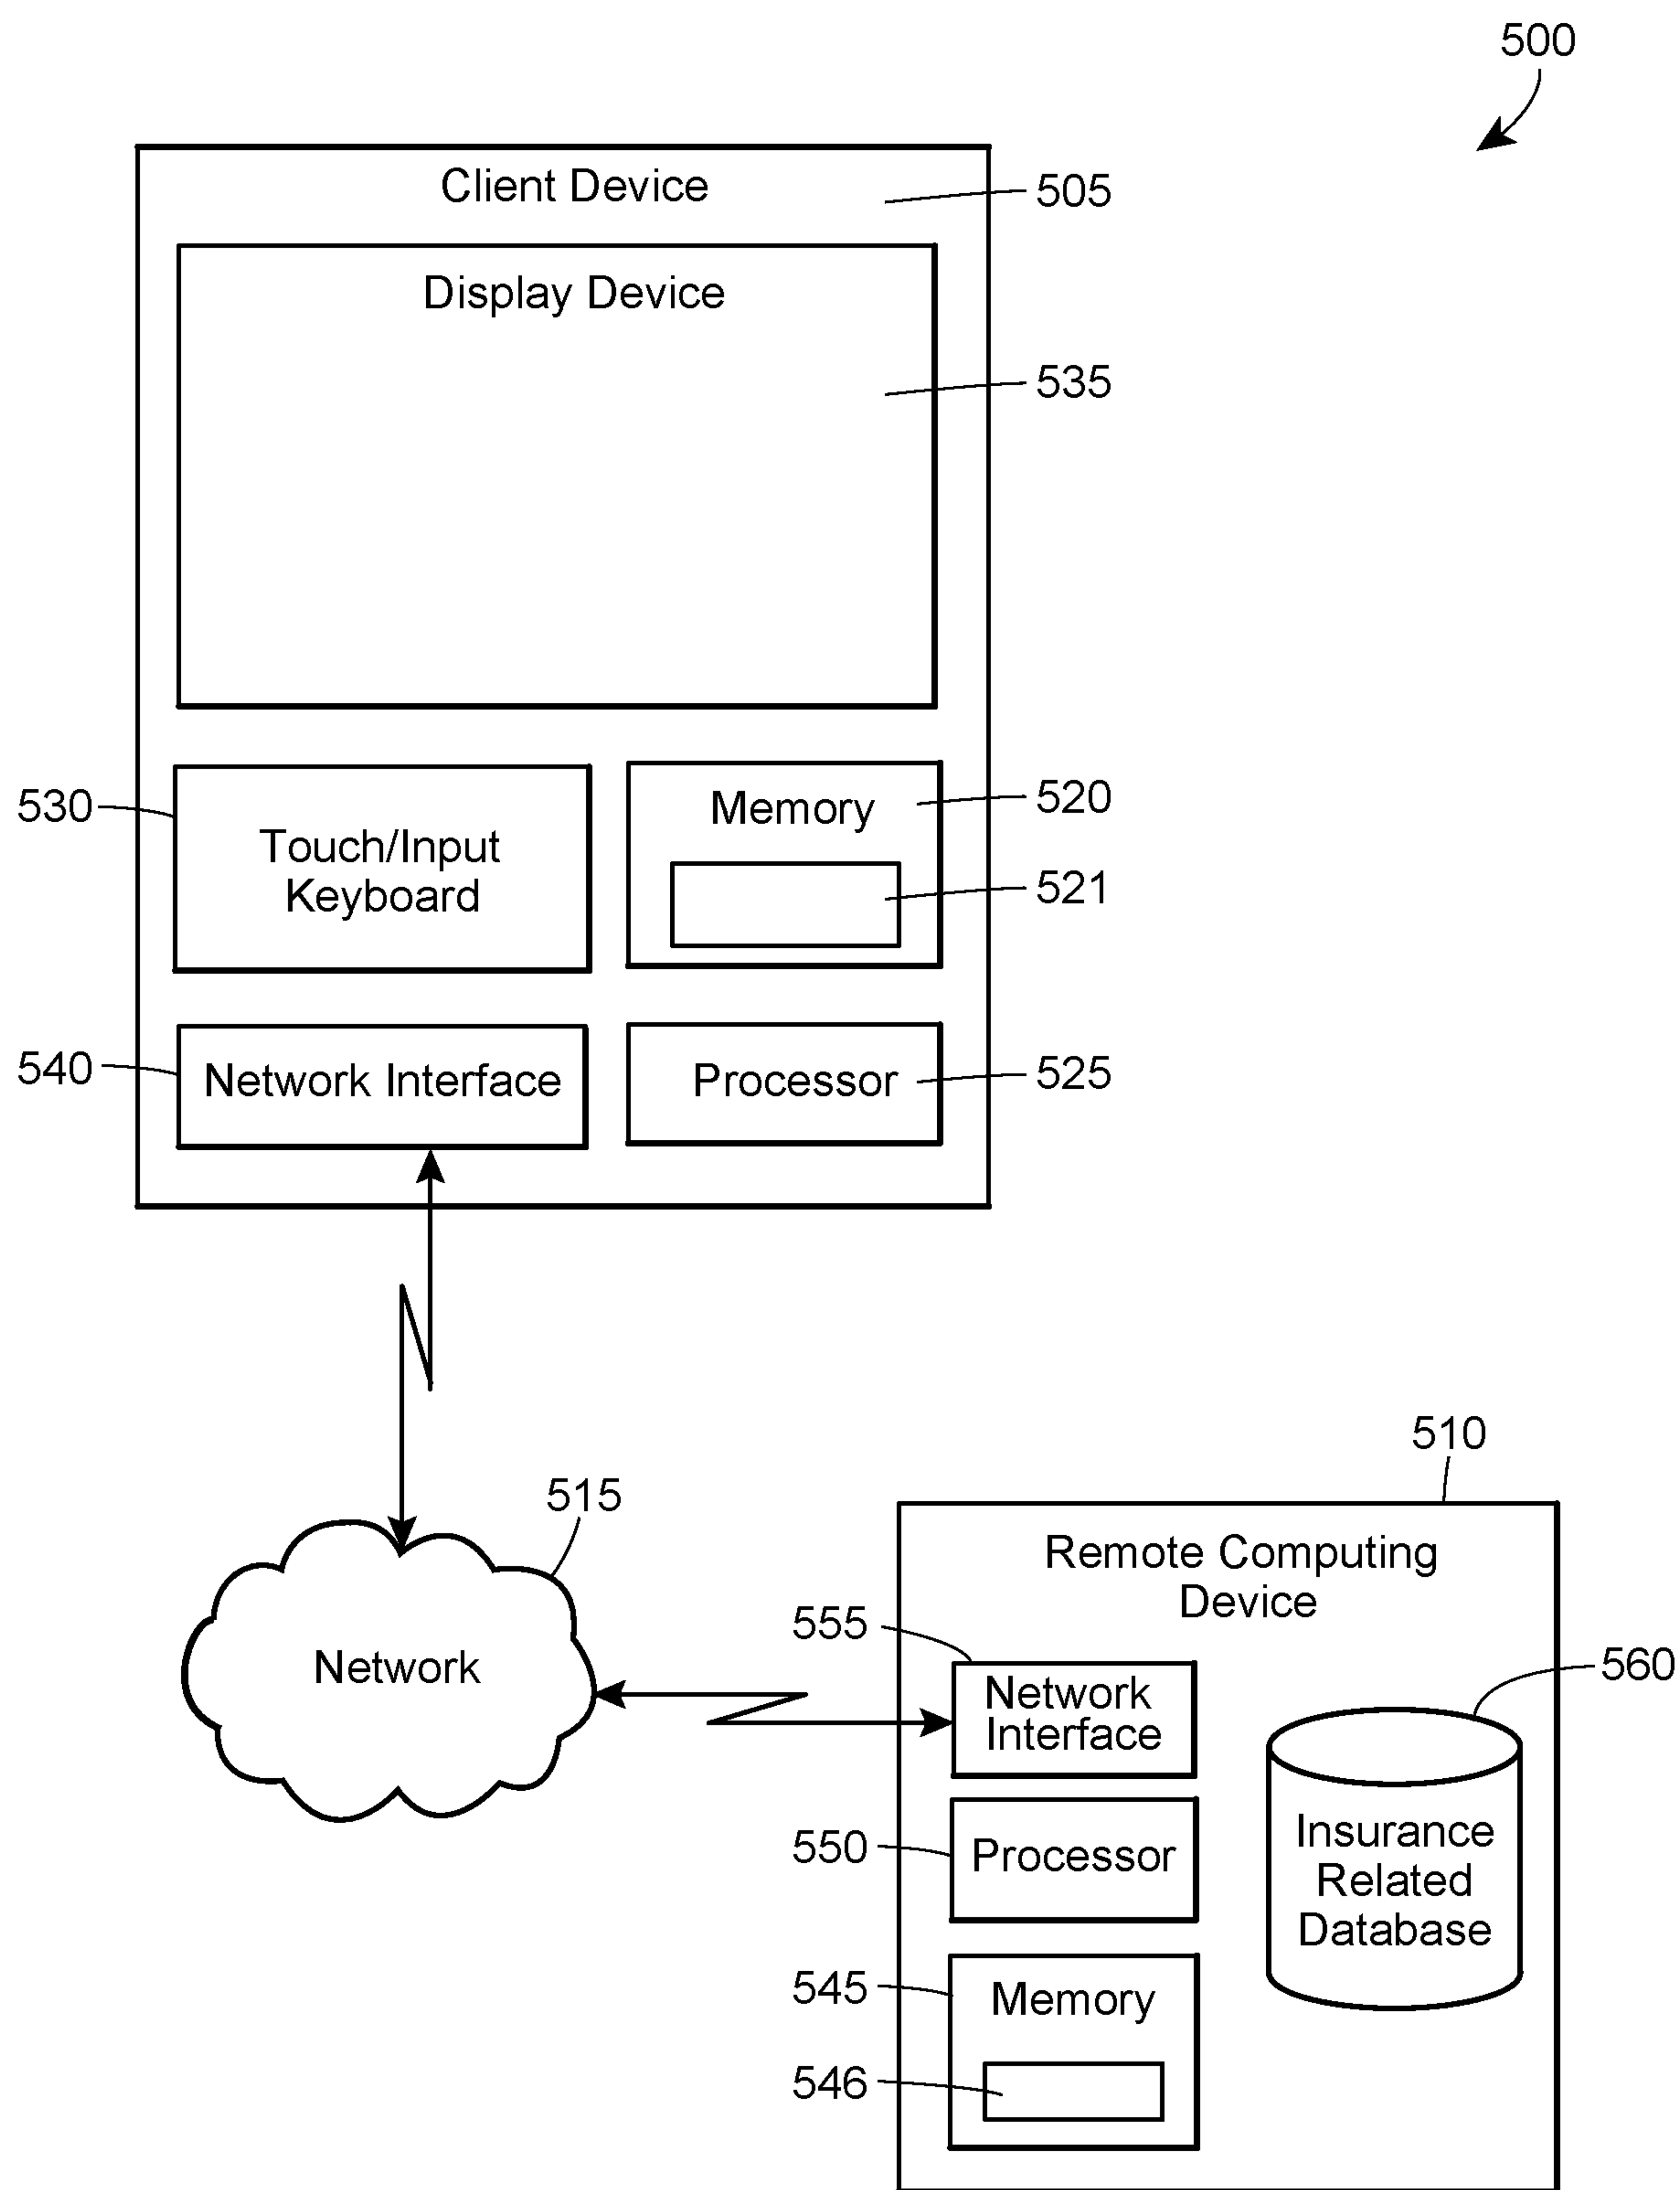 500
Client Device
505
Display Device
535
530
Touch/Input
Keyboard
Memory
520
521
540
Network Interface
Processor
525
510
515
Network
Remote Computing
Device
555
Network
Interface
560
550
Processor
Insurance
Related
Database
545
Memory
546